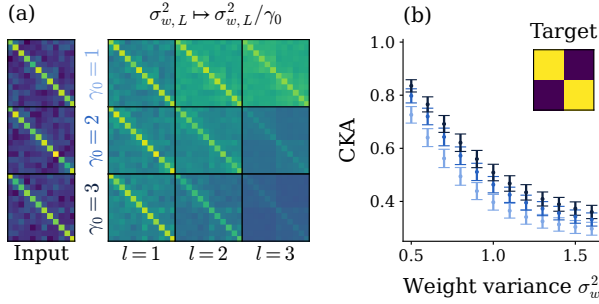 (a)
σ²_{w, L} ↦ σ²_{w, L}/γ₀
γ₀ = 1
γ₀ = 2
γ₀ = 3
Input
l = 1
l = 2
l = 3
(b)
Target
CKA
1.0
0.8
0.6
0.4
0.5
1.0
1.5
Weight variance σ²_w